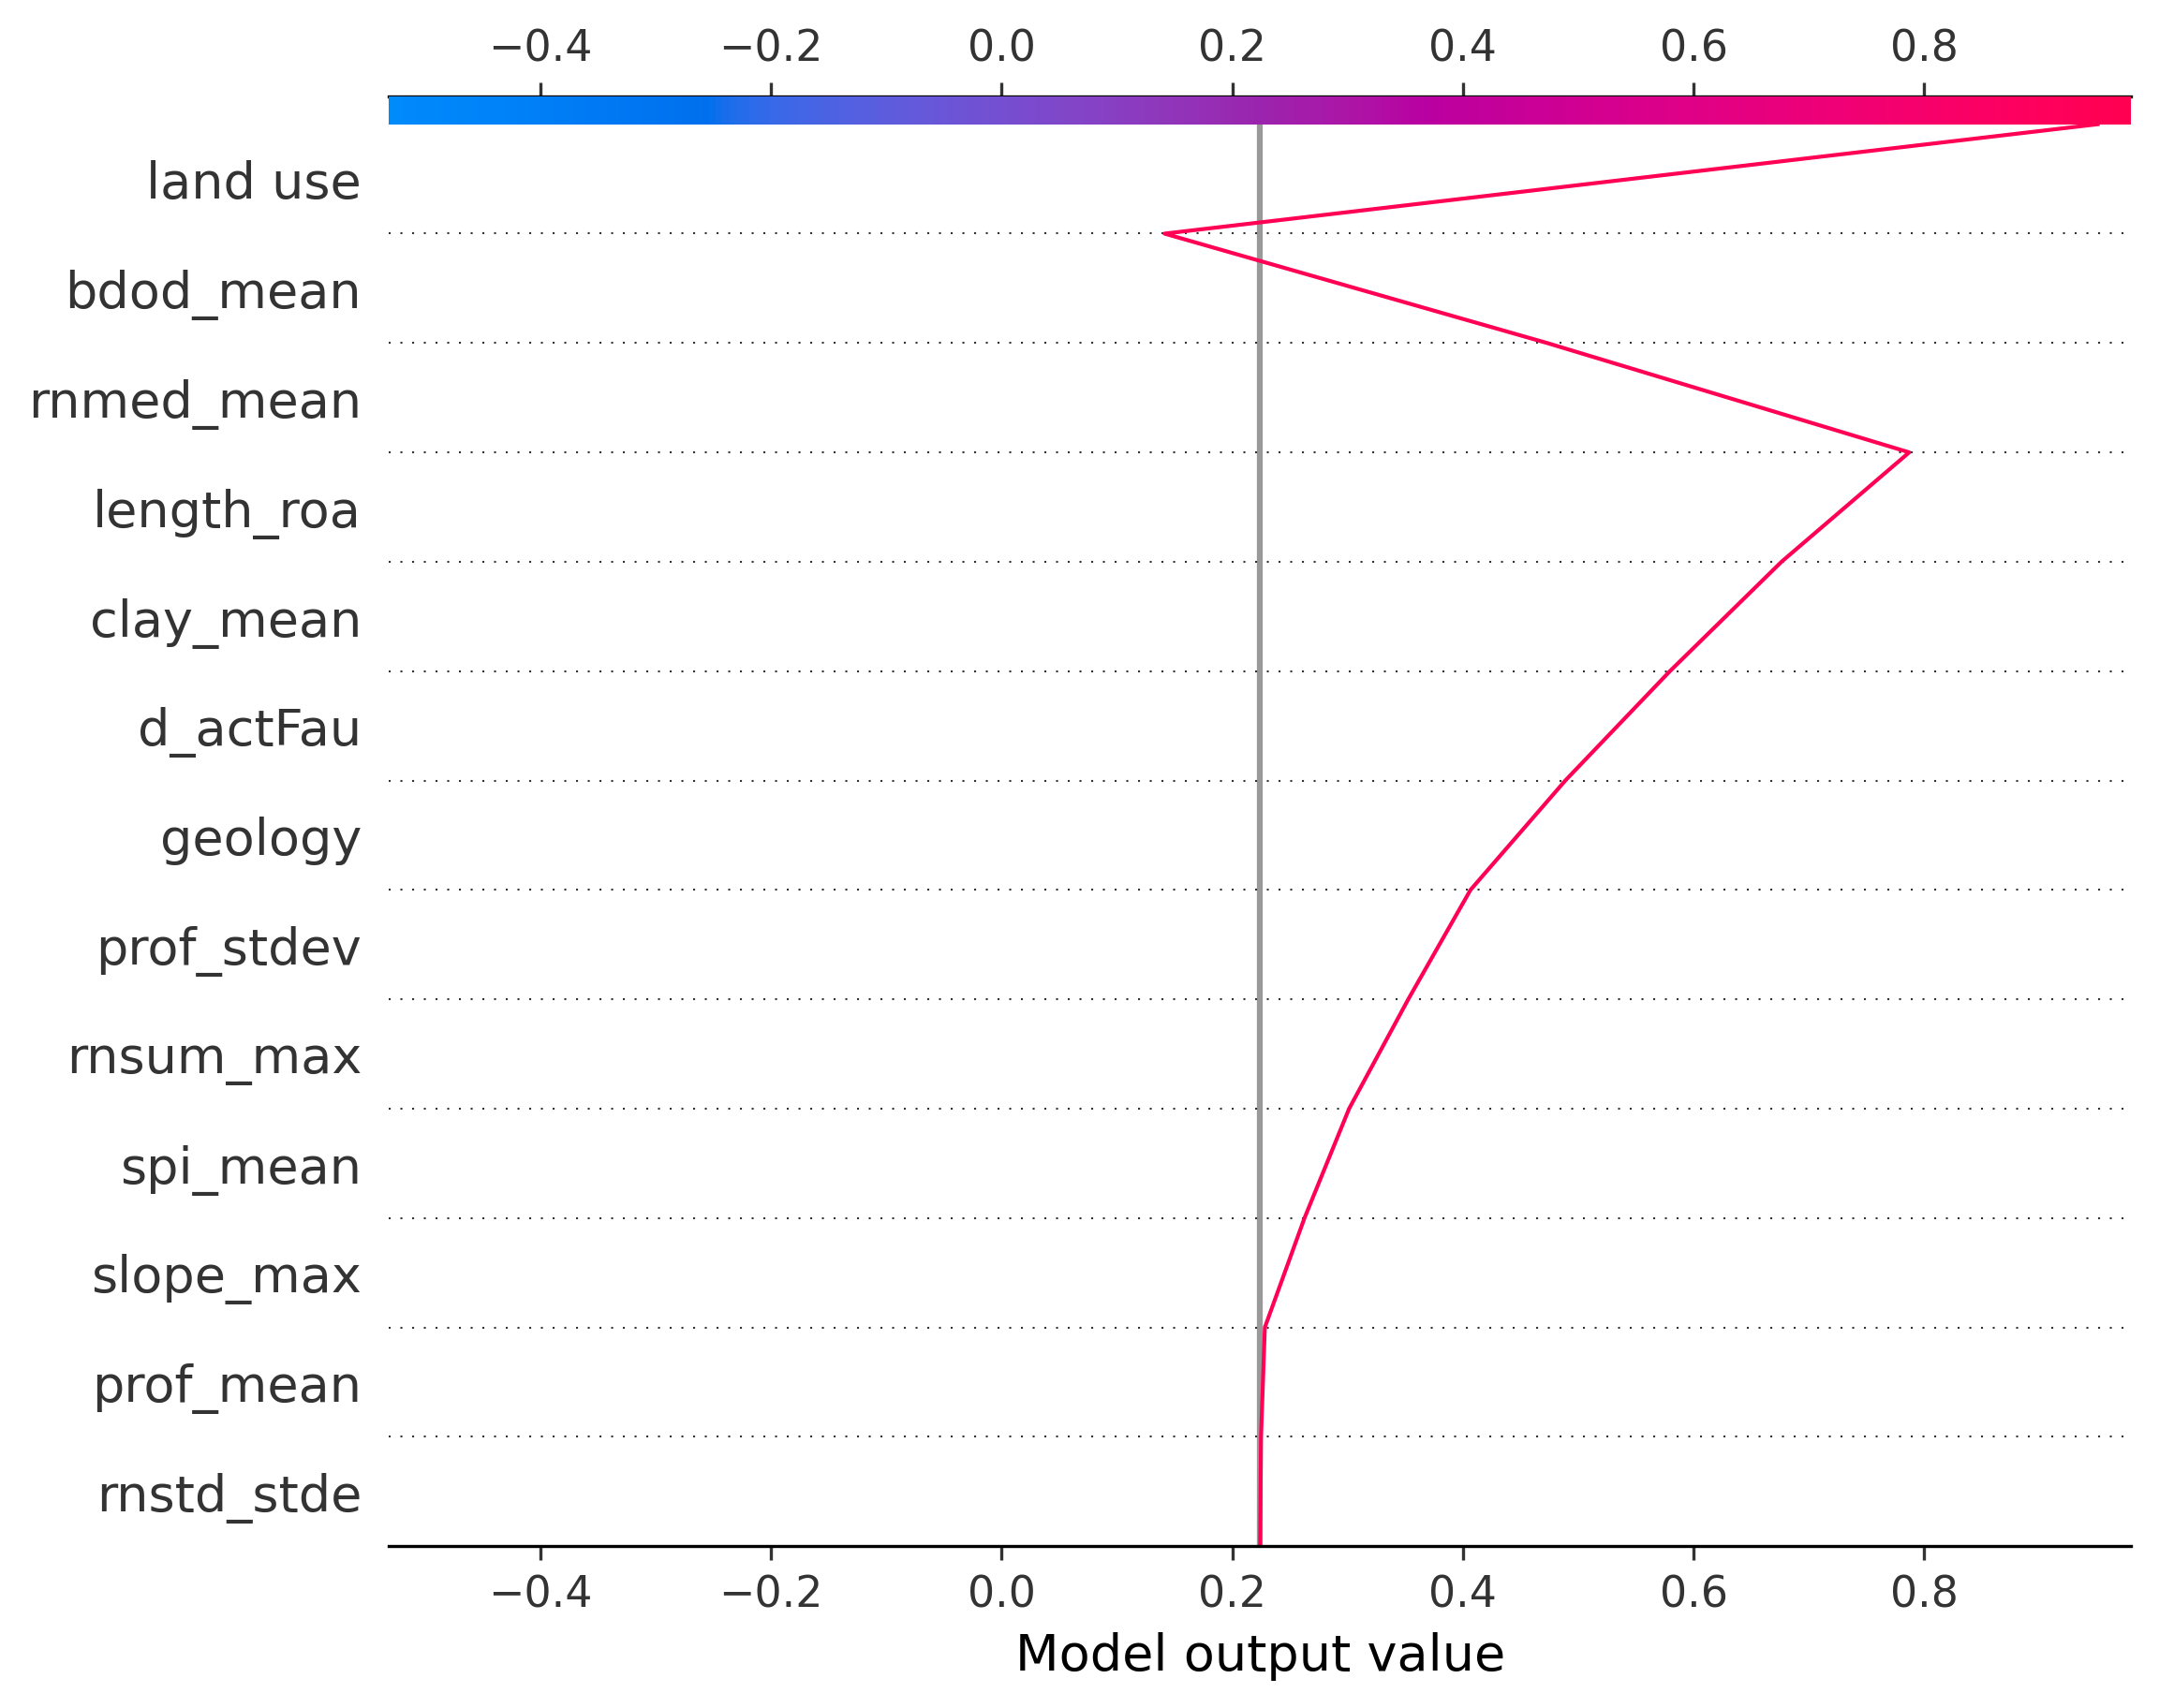 −0.4 −0.2 0.0 0.2 0.4 0.6 0.8
land use
bdod_mean
rnmed_mean
length_roa
clay_mean
d_actFau
geology
prof_stdev
rnsum_max
spi_mean
slope_max
prof_mean
rnstd_stde
−0.4 −0.2 0.0 0.2 0.4 0.6 0.8
Model output value